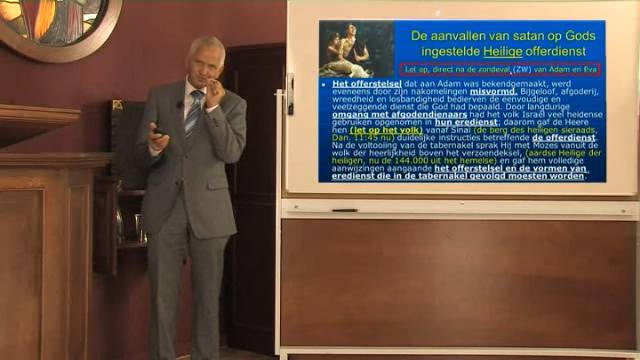 De aanvallen van satan op Gods
ingestelde Heilige offerdienst
Let op, direct na de zondeval (ZW) van Adam en Eva
• Het offerstelsel dat aan Adam was bekendgemaakt, werd
eveneens door zijn nakomelingen misvormd. Bijgeloof, afgoderij,
wreedheid en losbandigheid bedierven de eenvoudige en
veelzeggende dienst die God had bepaald. Door langdurige
omgang met afgodendienaars had het volk Israël veel heidense
gebruiken opgenomen in hun eredienst; daarom gaf de Heere
hen (let op het volk) vanaf Sinaï (de berg des heiligen sieraads,
Dan. 11:45 nu) duidelijke instructies betreffende de offerdienst.
Na de voltooiing van de tabernakel sprak Hij met Mozes vanuit de
wolk der heerlijkheid boven het verzoendeksel, (aardse Heilige der
heiligen, nu de 144.000 uit het hemelse) en gaf hem volledige
aanwijzingen aangaande het offerstelsel en de vormen van
eredienst die in de tabernakel gevolgd moesten worden.